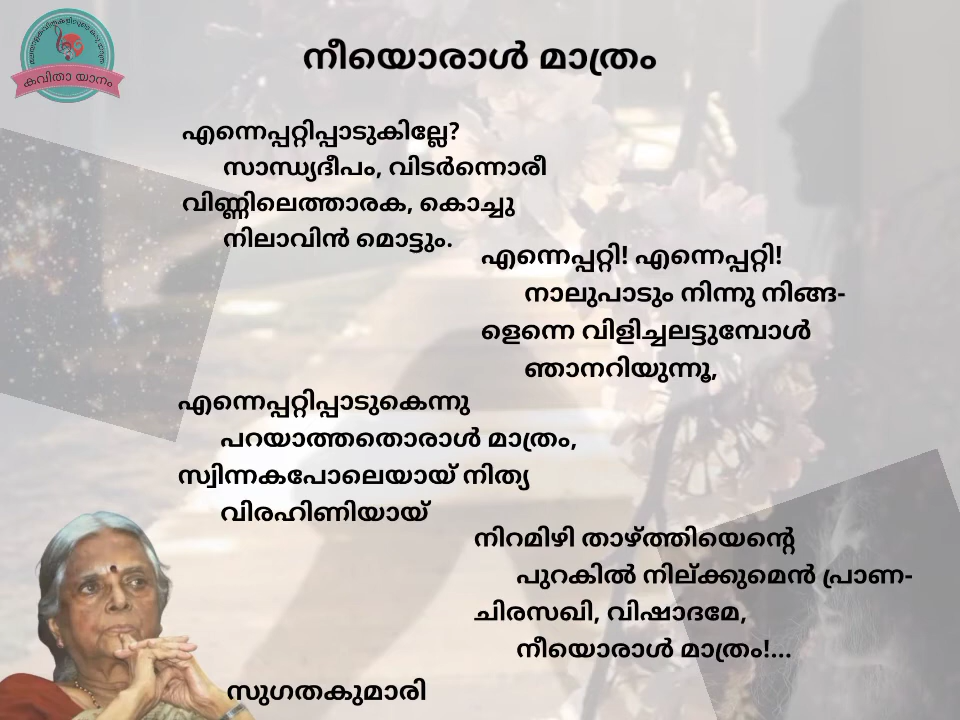 കവിതാ യാനം
നീയൊരാൾ മാത്രം
എന്നെപ്പറ്റിപ്പാടുകില്ലേ?
സാന്ധ്യദീപം, വിടർന്നൊരീ
വിണ്ണിലെത്താരക, കൊച്ചു
നിലാവിൻ മൊട്ടും.
എന്നെപ്പറ്റി! എന്നെപ്പറ്റി!
നാലുപാടും നിന്നു നിങ്ങ-
ളെന്നെ വിളിച്ചലട്ടുമ്പോൾ
ഞാനറിയുന്നൂ,
എന്നെപ്പറ്റിപ്പാടുകെന്നു
പറയാത്തതൊരാൾ മാത്രം,
സ്വിന്നകപോലെയായ് നിത്യ
വിരഹിണിയായ്
നിറമിഴി താഴ്ത്തിയെന്റെ
പുറകിൽ നില്ക്കുമെൻ പ്രാണ-
ചിരസഖി, വിഷാദമേ,
നീയൊരാൾ മാത്രം!...
സുഗതകുമാരി